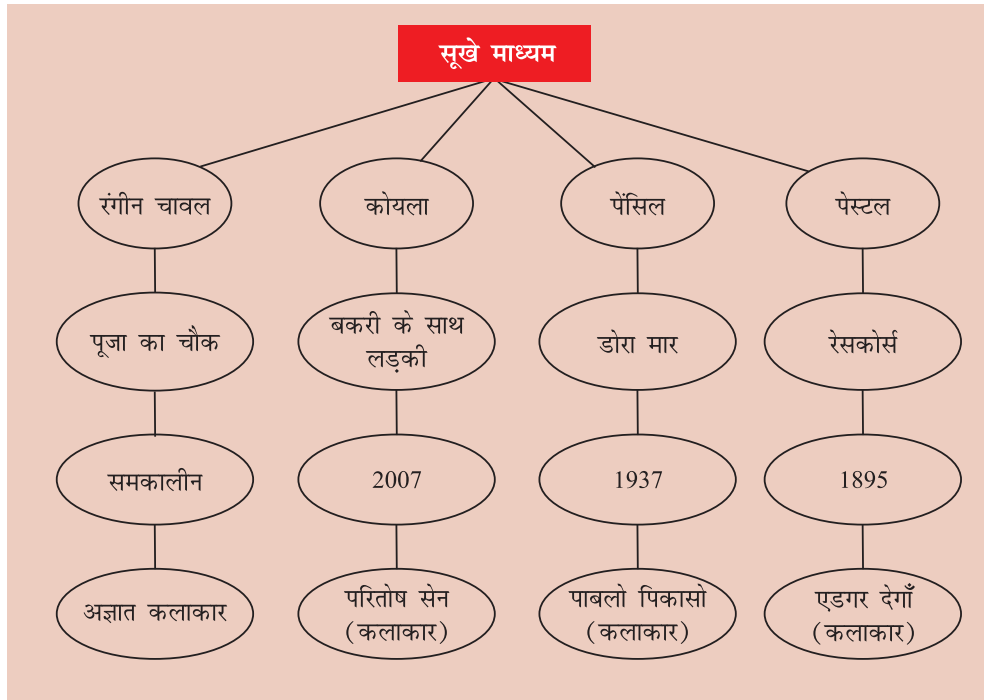 सूखे माध्यम
रंगीन चावल
कोयला
पेंसिल
पेस्टल
पूजा का चौक
बकरी के साथ
लड़की
डोरा मार
रेसकोर्स
समकालीन
2007
1937
1895
अज्ञात कलाकार
परितोष सेन
(कलाकार)
पाबलो पिकासो
(कलाकार)
एडगर देगाँ
(कलाकार)